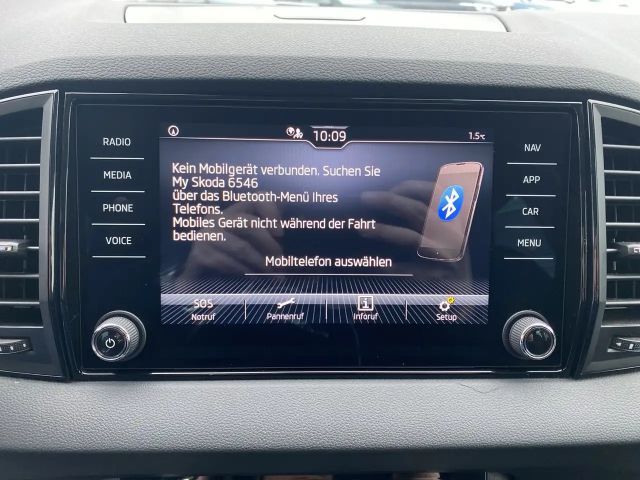 10:09
1.5°C
RADIO
MEDIA
PHONE
VOICE
Kein Mobilgerät verbunden. Suchen Sie
My Skoda 6546
über das Bluetooth-Menü Ihres
Telefons.
Mobiles Gerät nicht während der Fahrt
bedienen.
Mobiltelefon auswählen
SOS
Notruf
Pannenruf
Inforuf
Setup
NAV
APP
CAR
MENU